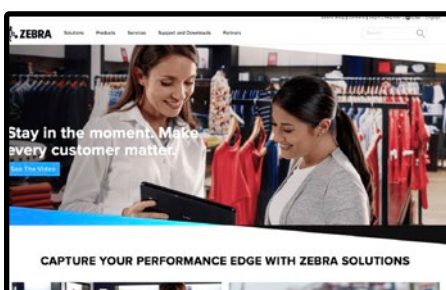 ZEBRA
Solutions Products Services Support and Downloads Partners
Search
Stay in the moment. Make
every customer matter.
See The Video
CAPTURE YOUR PERFORMANCE EDGE WITH ZEBRA SOLUTIONS